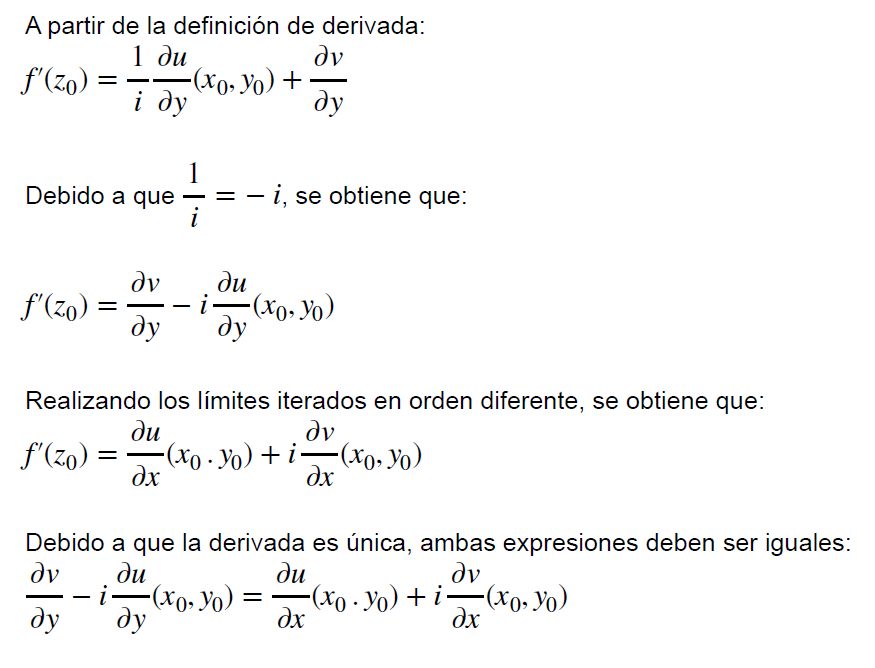 A partir de la definición de derivada:
f′(z₀) = 1/i ∂u/∂y (x₀, y₀) + ∂v/∂y
Debido a que 1/i = − i, se obtiene que:
f′(z₀) = ∂v/∂y − i ∂u/∂y (x₀, y₀)
Realizando los límites iterados en orden diferente, se obtiene que:
f′(z₀) = ∂u/∂x (x₀ . y₀) + i ∂v/∂x (x₀, y₀)
Debido a que la derivada es única, ambas expresiones deben ser iguales:
∂v/∂y − i ∂u/∂y (x₀, y₀) = ∂u/∂x (x₀ . y₀) + i ∂v/∂x (x₀, y₀)